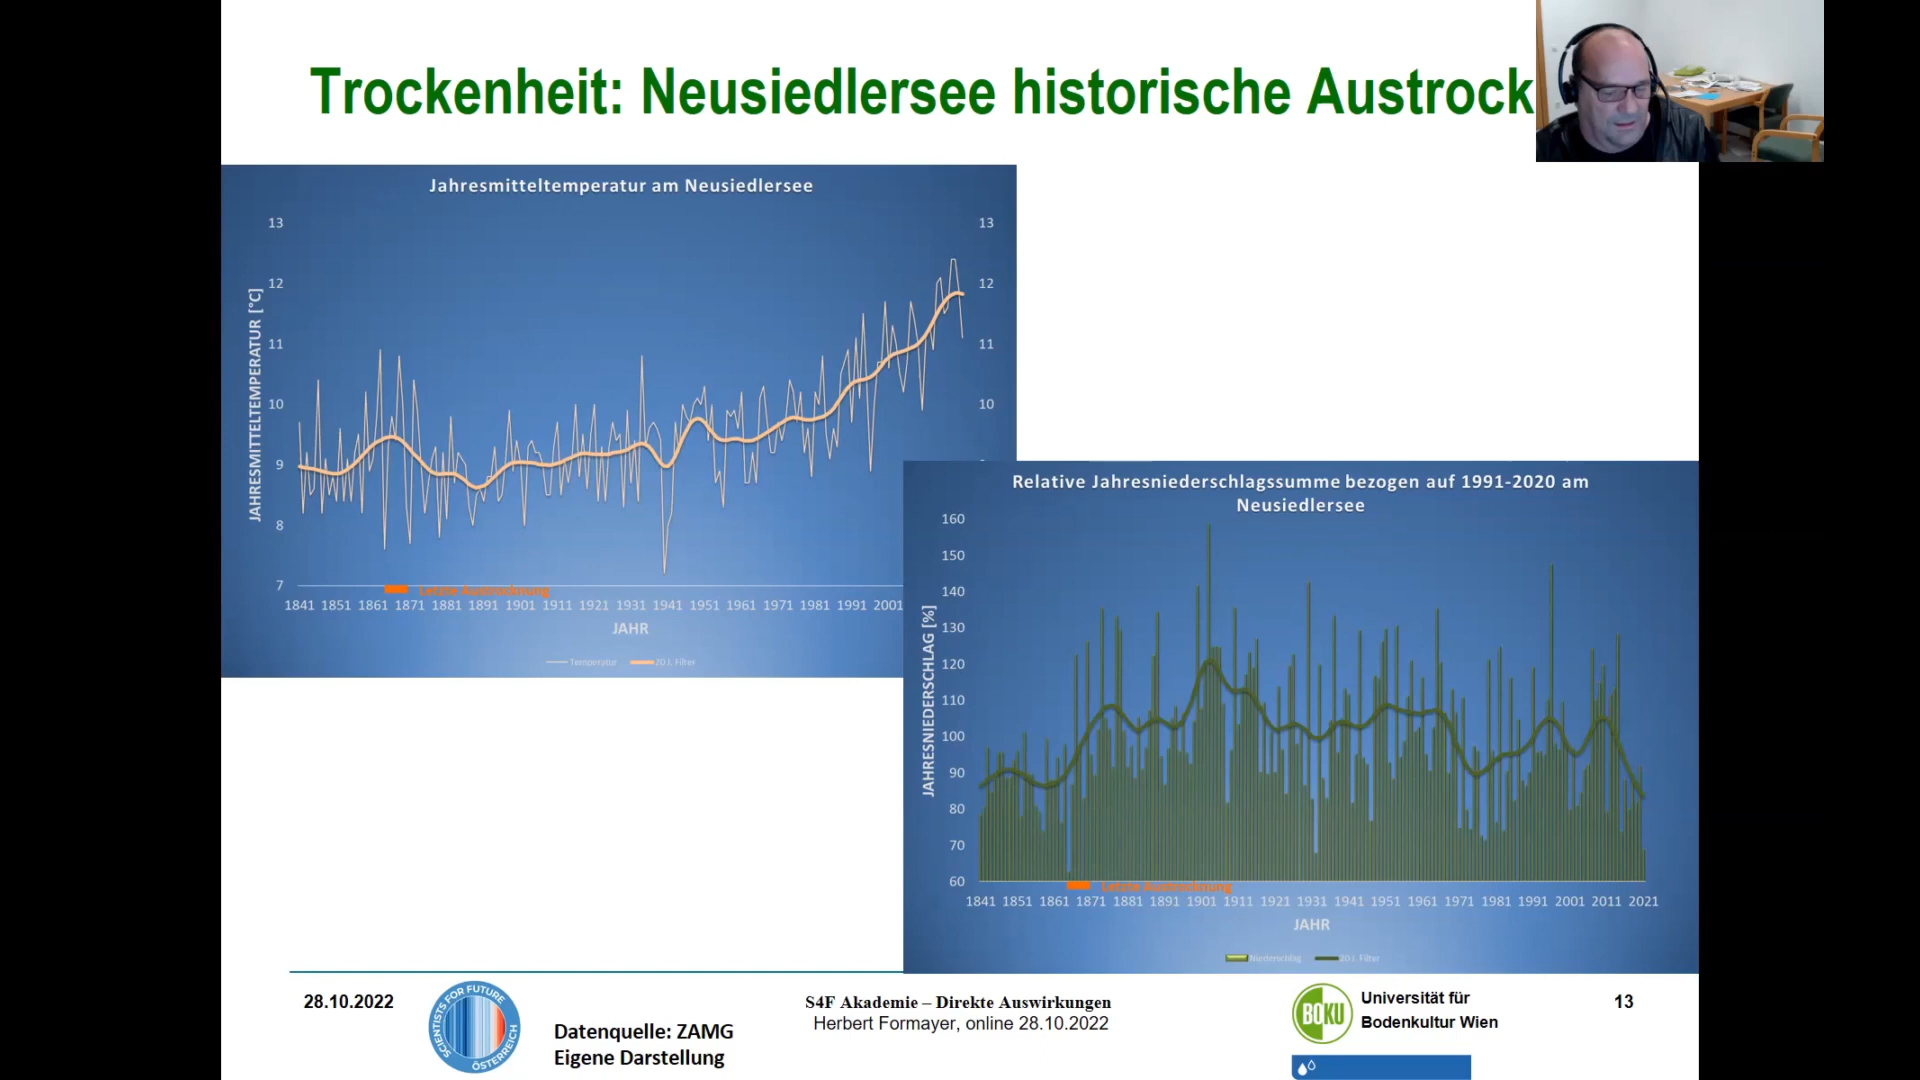 Trockenheit: Neusiedlersee historische Austrock
Jahresmitteltemperatur am Neusiedlersee
JAHRESMITTELTEMPERATUR [°C]
13
12
11
10
9
8
7
13
12
11
10
Letzte Austrocknung
1841 1851 1861 1871 1881 1891 1901 1911 1921 1931 1941 1951 1961 1971 1981 1991 2001
JAHR
Temperatur 20 J. Filter
Relative Jahresniederschlagssumme bezogen auf 1991-2020 am
Neusiedlersee
JAHRESNIEDERSCHLAG [%]
160
150
140
130
120
110
100
90
80
70
60
Letzte Austrocknung
1841 1851 1861 1871 1881 1891 1901 1911 1921 1931 1941 1951 1961 1971 1981 1991 2001 2011 2021
JAHR
Niederschlag 20 J. Filter
28.10.2022
SCIENTISTS FOR FUTURE
ÖSTERREICH
Datenquelle: ZAMG
Eigene Darstellung
S4F Akademie – Direkte Auswirkungen
Herbert Formayer, online 28.10.2022
BOKU
Universität für
Bodenkultur Wien
13